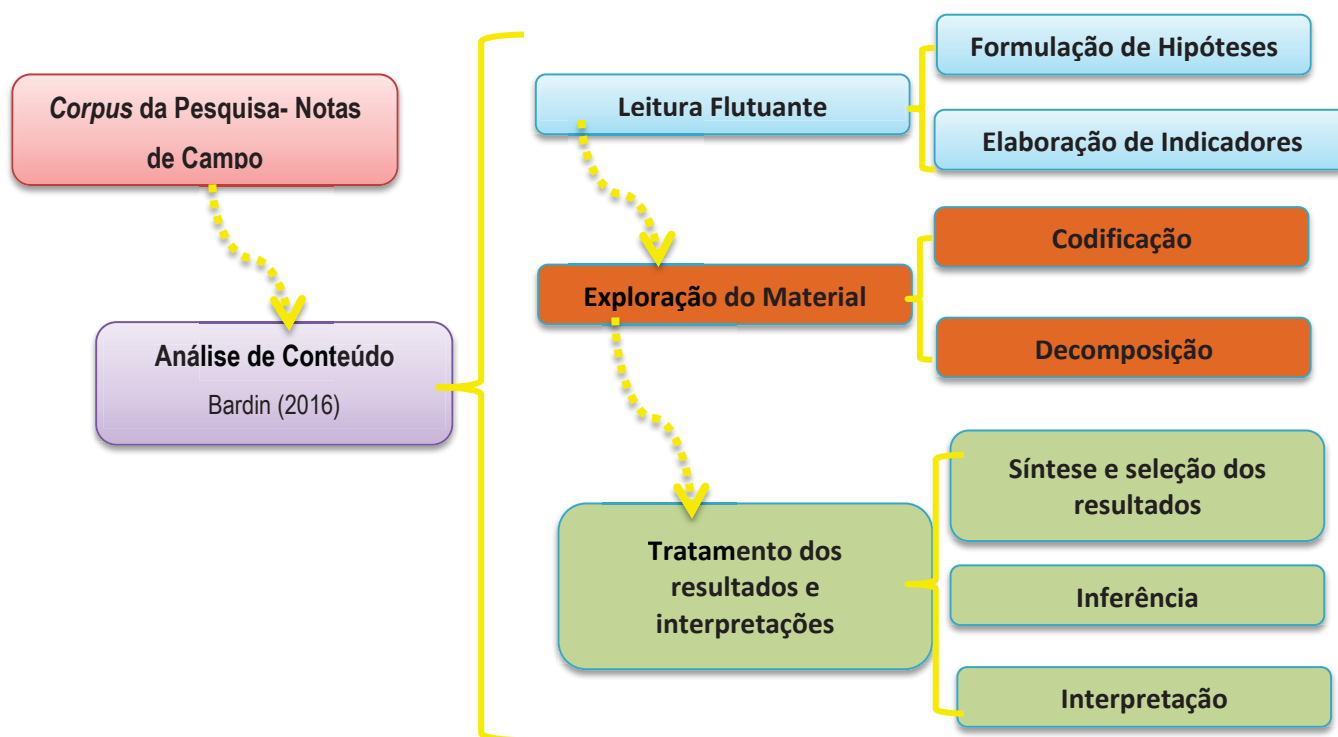 Corpus da Pesquisa- Notas
de Campo
Análise de Conteúdo
Bardin (2016)
Leitura Flutuante
Formulação de Hipóteses
Elaboração de Indicadores
Exploração do Material
Codificação
Decomposição
Tratamento dos
resultados e
interpretações
Síntese e seleção dos
resultados
Inferência
Interpretação